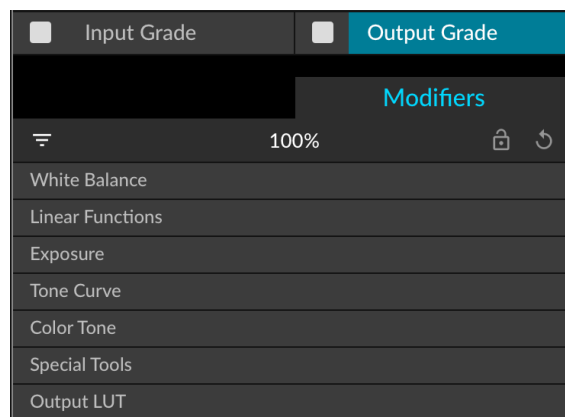 Input Grade Output Grade
Modifiers
100%
White Balance
Linear Functions
Exposure
Tone Curve
Color Tone
Special Tools
Output LUT